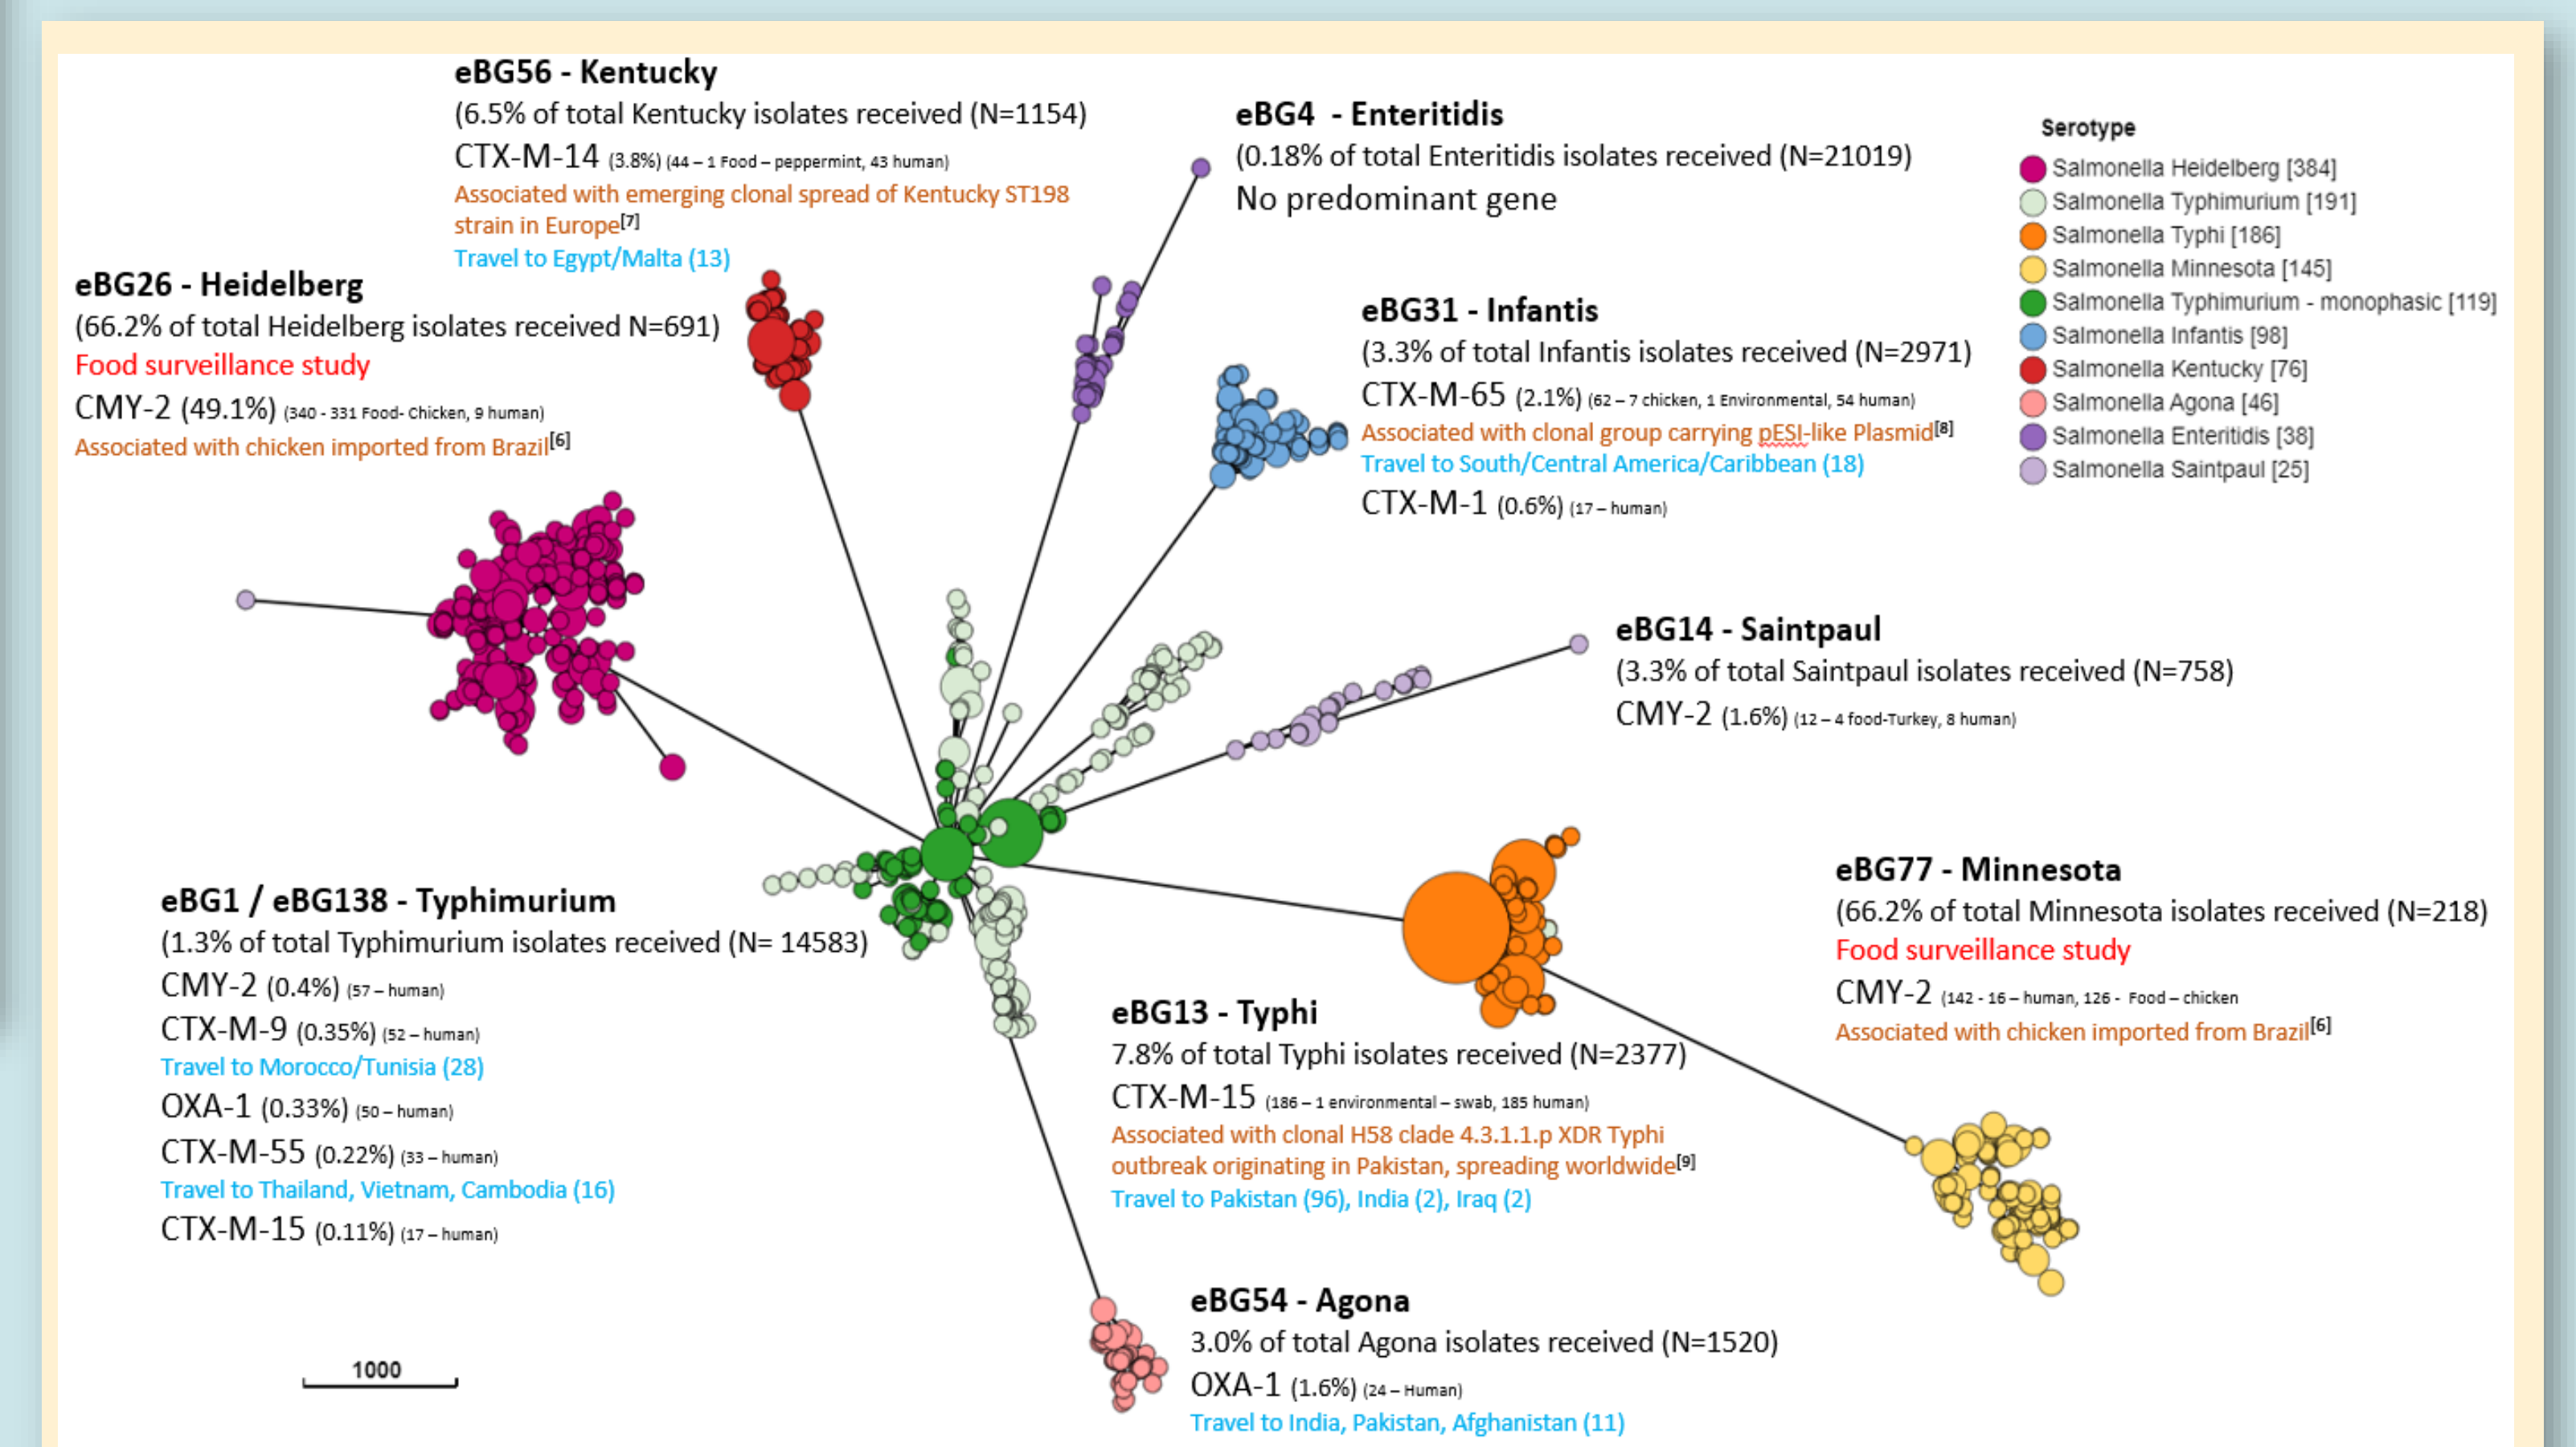 eBG56 - Kentucky
(6.5% of total Kentucky isolates received (N=1154)
CTX-M-14 (3.8%) (44 – 1 Food – peppermint, 43 human)
Associated with emerging clonal spread of Kentucky ST198
strain in Europe[7]
Travel to Egypt/Malta (13)
eBG4 - Enteritidis
(0.18% of total Enteritidis isolates received (N=21019)
No predominant gene
Serotype
Salmonella Heidelberg [384]
Salmonella Typhimurium [191]
Salmonella Typhi [186]
Salmonella Minnesota [145]
Salmonella Typhimurium - monophasic [119]
Salmonella Infantis [98]
Salmonella Kentucky [76]
Salmonella Agona [46]
Salmonella Enteritidis [38]
Salmonella Saintpaul [25]
eBG26 - Heidelberg
(66.2% of total Heidelberg isolates received N=691)
Food surveillance study
CMY-2 (49.1%) (340 - 331 Food- Chicken, 9 human)
Associated with chicken imported from Brazil[6]
eBG31 - Infantis
(3.3% of total Infantis isolates received (N=2971)
CTX-M-65 (2.1%) (62 – 7 chicken, 1 Environmental, 54 human)
Associated with clonal group carrying pESI-like Plasmid[8]
Travel to South/Central America/Caribbean (18)
CTX-M-1 (0.6%) (17 – human)
eBG14 - Saintpaul
(3.3% of total Saintpaul isolates received (N=758)
CMY-2 (1.6%) (12 – 4 food-Turkey, 8 human)
eBG77 - Minnesota
(66.2% of total Minnesota isolates received (N=218)
Food surveillance study
CMY-2 (142 - 16 – human, 126 - Food – chicken
Associated with chicken imported from Brazil[6]
eBG1 / eBG138 - Typhimurium
(1.3% of total Typhimurium isolates received (N= 14583)
CMY-2 (0.4%) (57 – human)
CTX-M-9 (0.35%) (52 – human)
Travel to Morocco/Tunisia (28)
OXA-1 (0.33%) (50 – human)
CTX-M-55 (0.22%) (33 – human)
Travel to Thailand, Vietnam, Cambodia (16)
CTX-M-15 (0.11%) (17 – human)
eBG13 - Typhi
7.8% of total Typhi isolates received (N=2377)
CTX-M-15 (186 – 1 environmental – swab, 185 human)
Associated with clonal H58 clade 4.3.1.1.p XDR Typhi
outbreak originating in Pakistan, spreading worldwide[9]
Travel to Pakistan (96), India (2), Iraq (2)
eBG54 - Agona
3.0% of total Agona isolates received (N=1520)
OXA-1 (1.6%) (24 – Human)
Travel to India, Pakistan, Afghanistan (11)
1000